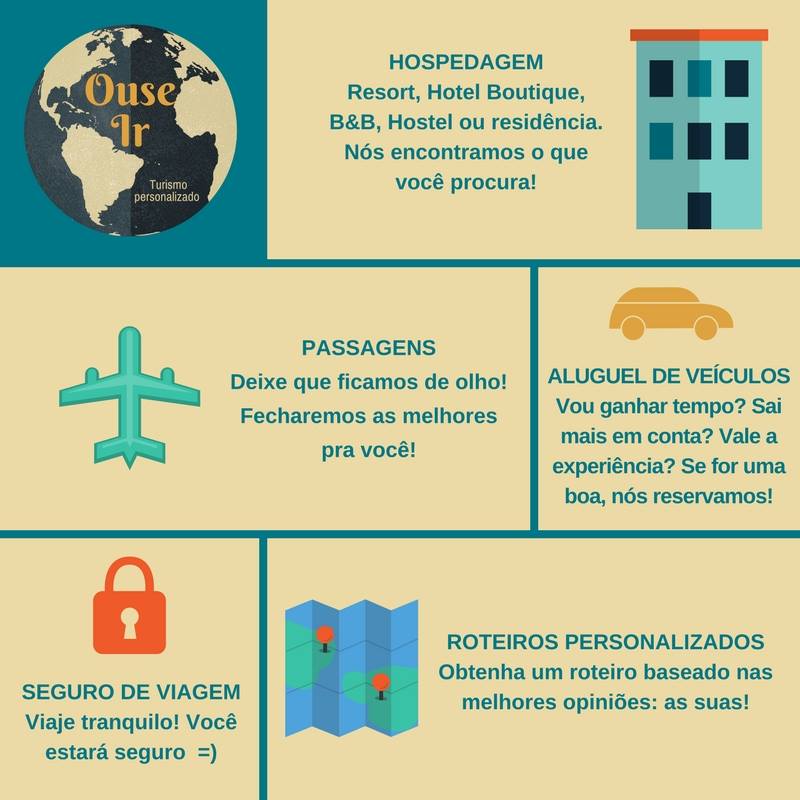 Ouse
Ir
Turismo
personalizado
HOSPEDAGEM
Resort, Hotel Boutique,
B&B, Hostel ou residência.
Nós encontramos o que
você procura!
PASSAGENS
Deixe que ficamos de olho!
Fecharemos as melhores
pra você!
ALUGUEL DE VEÍCULOS
Vou ganhar tempo? Sai
mais em conta? Vale a
experiência? Se for uma
boa, nós reservamos!
SEGURO DE VIAGEM
Viaje tranquilo! Você
estará seguro =)
ROTEIROS PERSONALIZADOS
Obtenha um roteiro baseado nas
melhores opiniões: as suas!